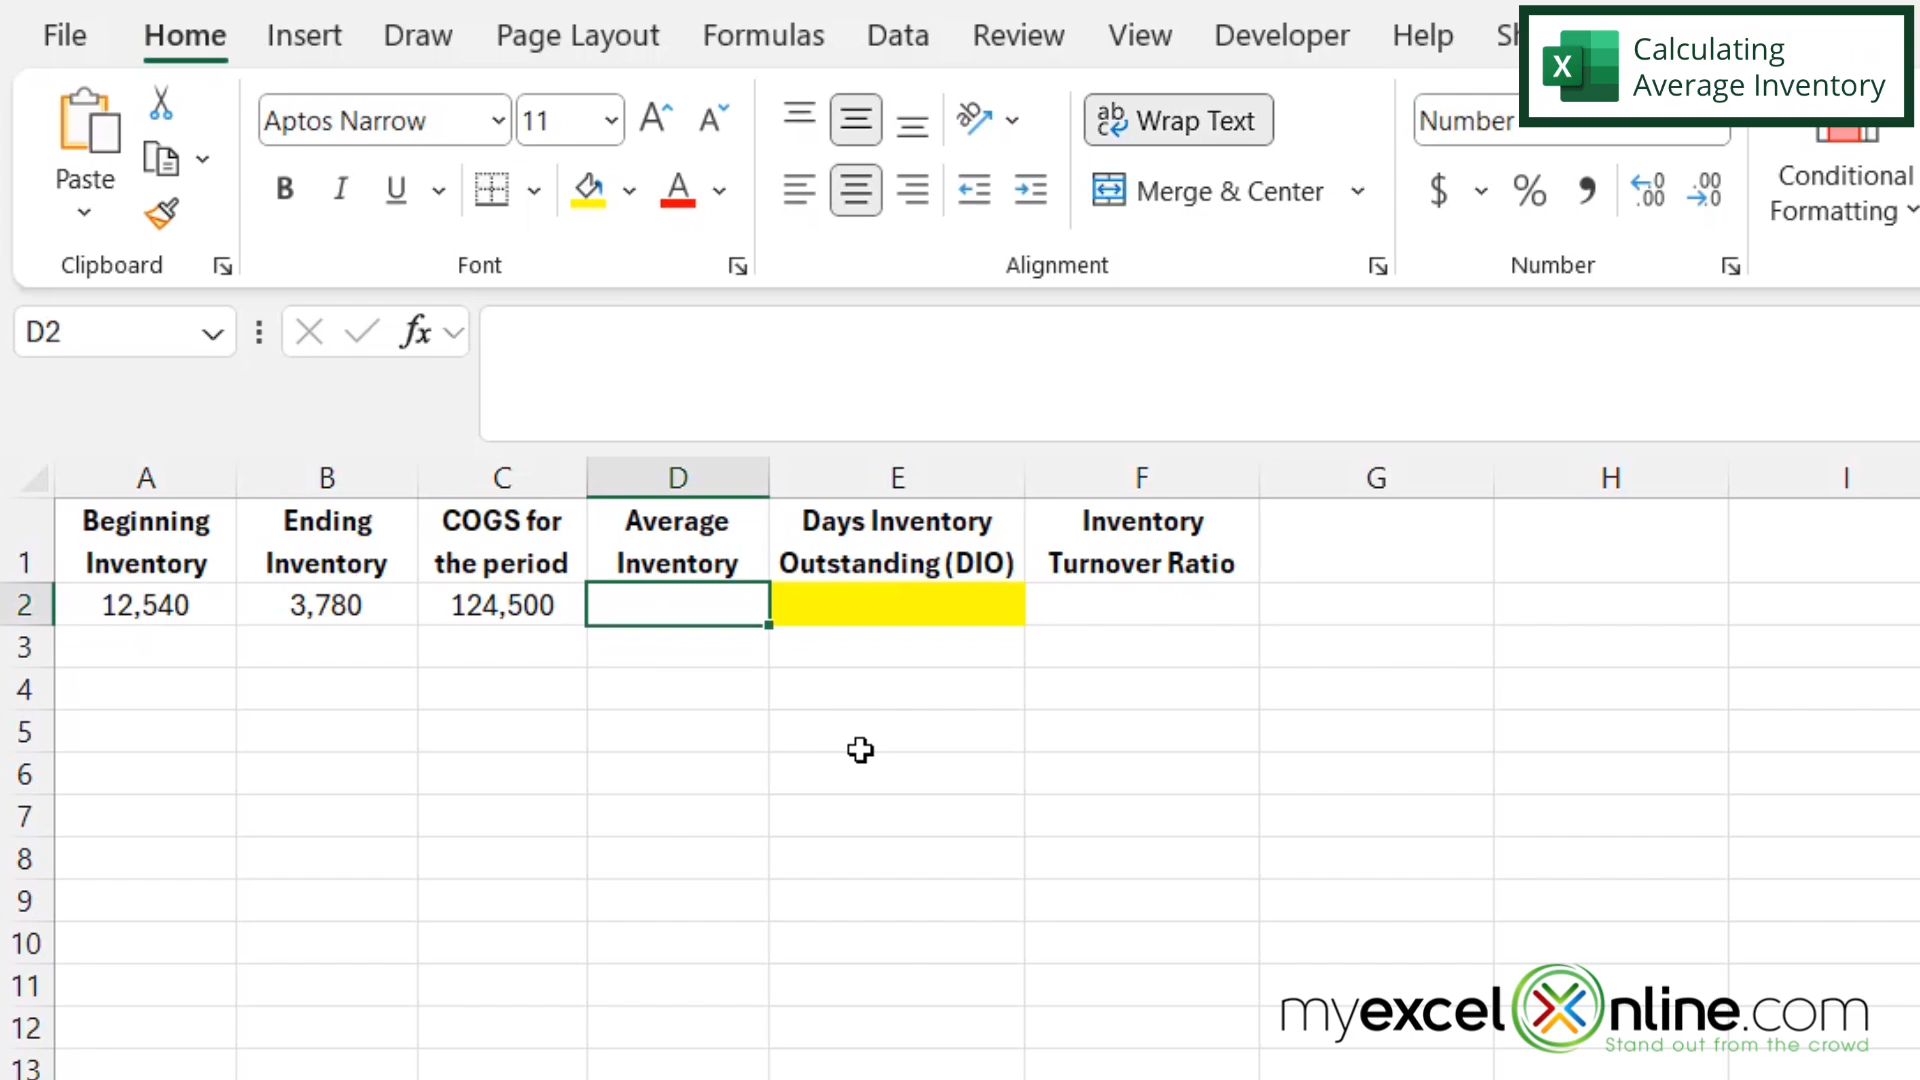 File Home Insert Draw Page Layout Formulas Data Review View Developer Help
Calculating
Average Inventory
Paste
Aptos Narrow 11
B I U
Wrap Text
Merge & Center
Number
$ %
Conditional
Formatting
Clipboard Font Alignment Number
D2 fx
A B C D E F G H I
1 Beginning Inventory Ending Inventory COGS for the period Average Inventory Days Inventory Outstanding (DIO) Inventory Turnover Ratio
2 12,540 3,780 124,500
3
4
5
6
7
8
9
10
11
12
13
myexcelonline.com
Stand out from the crowd